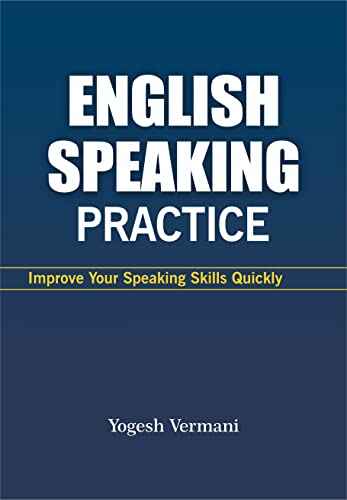 ENGLISH
SPEAKING
PRACTICE
Improve Your Speaking Skills Quickly
Yogesh Vermani